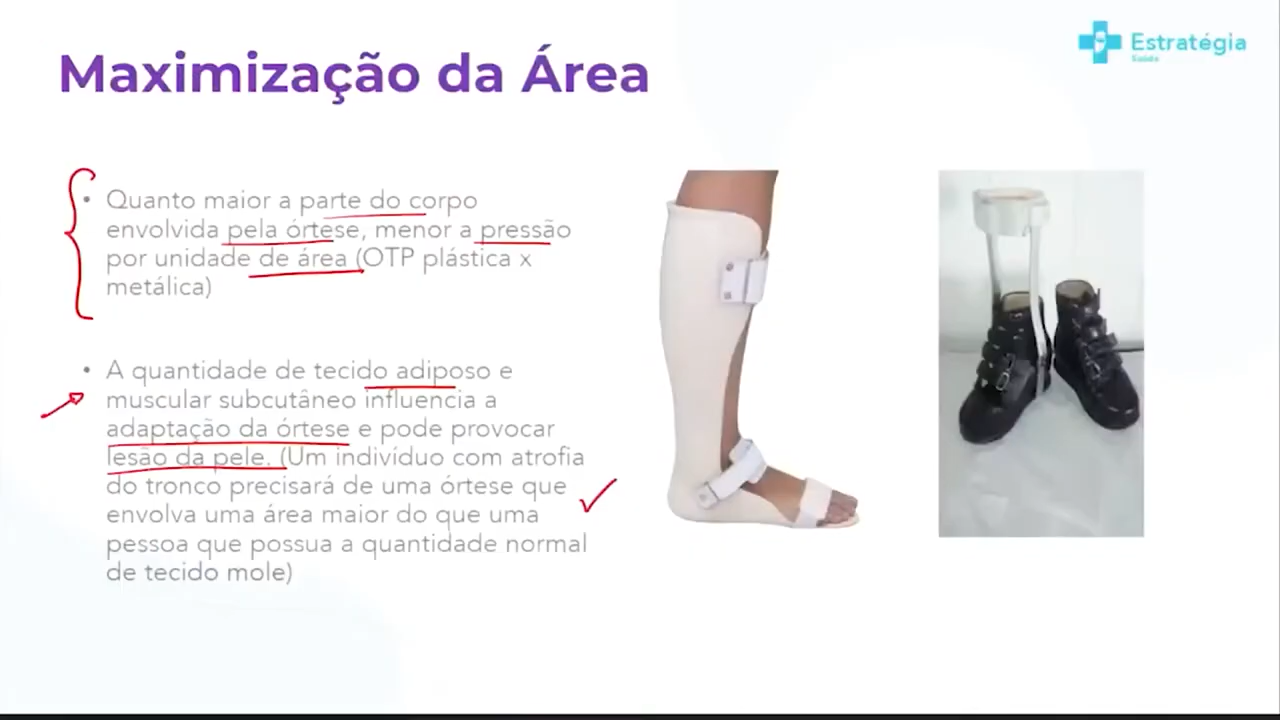 Maximização da Área
Estratégia
Saúde
• Quanto maior a parte do corpo
envolvida pela órtese, menor a pressão
por unidade de área (OTP plástica x
metálica)
• A quantidade de tecido adiposo e
muscular subcutâneo influencia a
adaptação da órtese e pode provocar
lesão da pele. (Um indivíduo com atrofia
do tronco precisará de uma órtese que
envolva uma área maior do que uma
pessoa que possua a quantidade normal
de tecido mole)